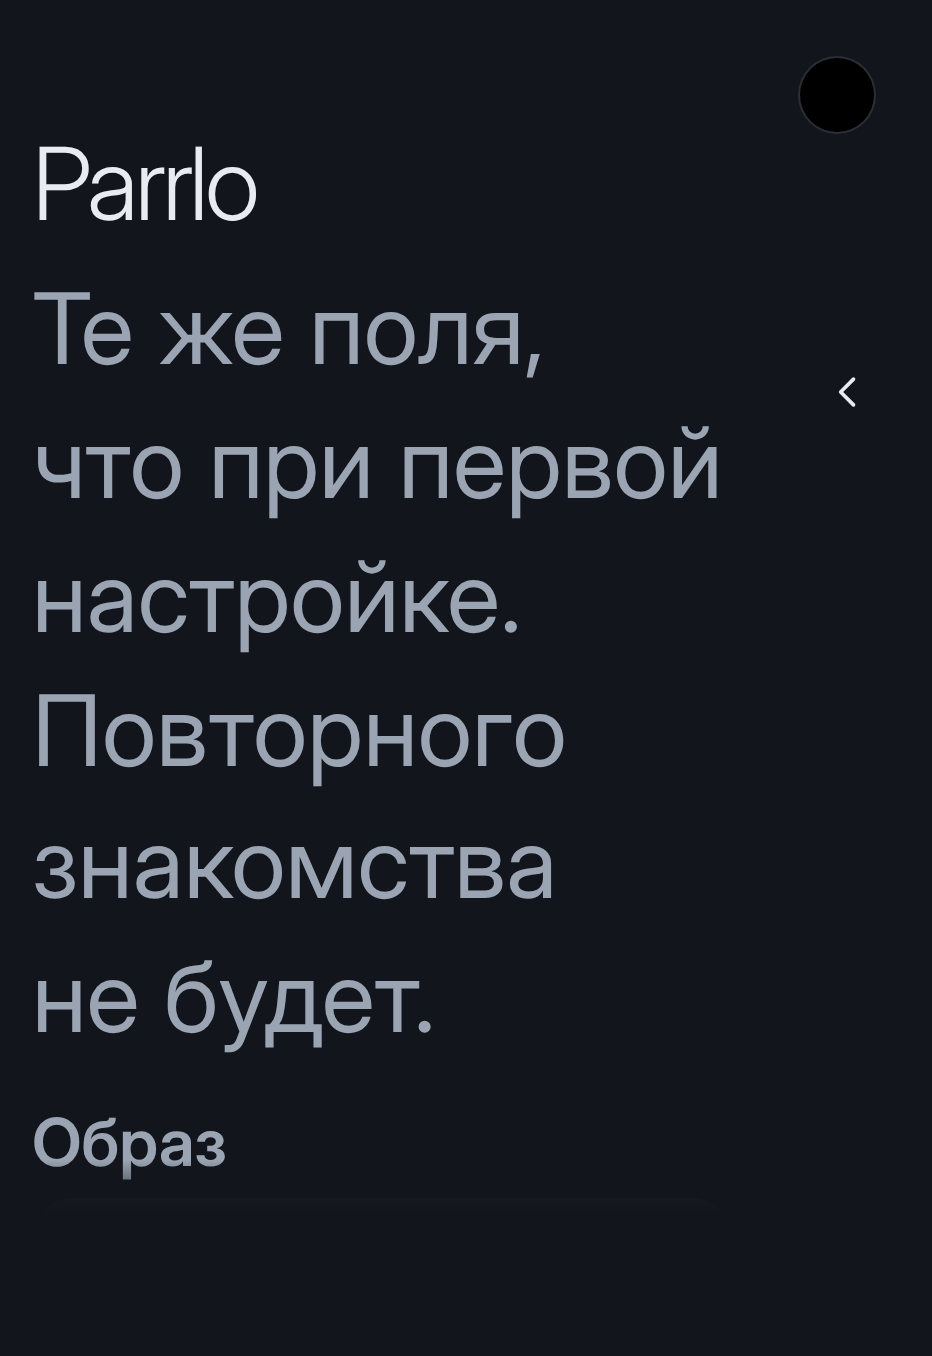 Parrlo
Те же поля,
что при первой
настройке.
Повторного
знакомства
не будет.
Образ